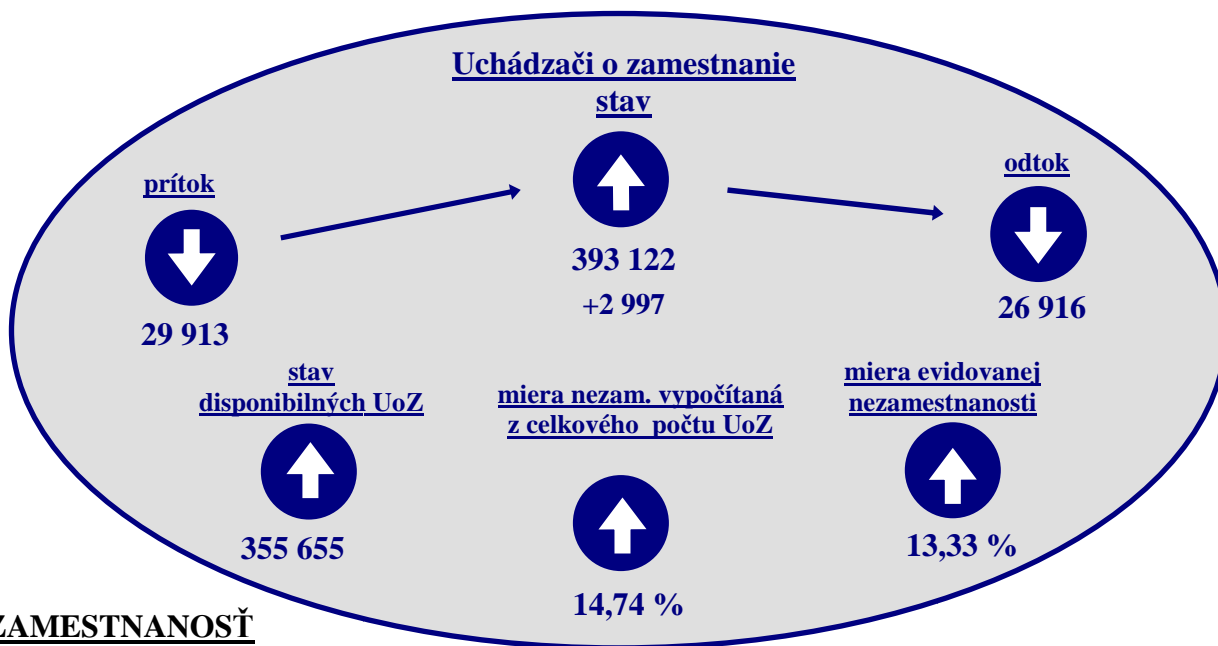 Uchádzači o zamestnanie
stav
393 122
+2 997
prítok
29 913
odtok
26 916
stav
disponibilných UoZ
355 655
miera nezam. vypočítaná
z celkového počtu UoZ
14,74 %
miera evidovanej
nezamestnanosti
13,33 %
ZAMESTNANOSŤ